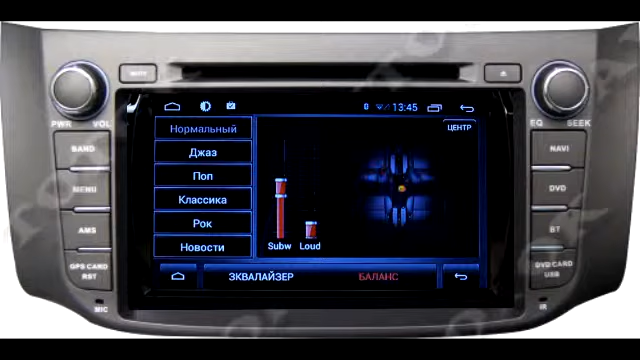 MUTE
PWR VOL
BAND
MENU
AMS
GPS CARD
RST
MIC
13:45
Нормальный
Джаз
Поп
Классика
Рок
Новости
ЦЕНТР
Subw Loud
ЭКВАЛАЙЗЕР
БАЛАНС
EQ SEEK
NAVI
DVD
BT
DVD CARD
USB
IR